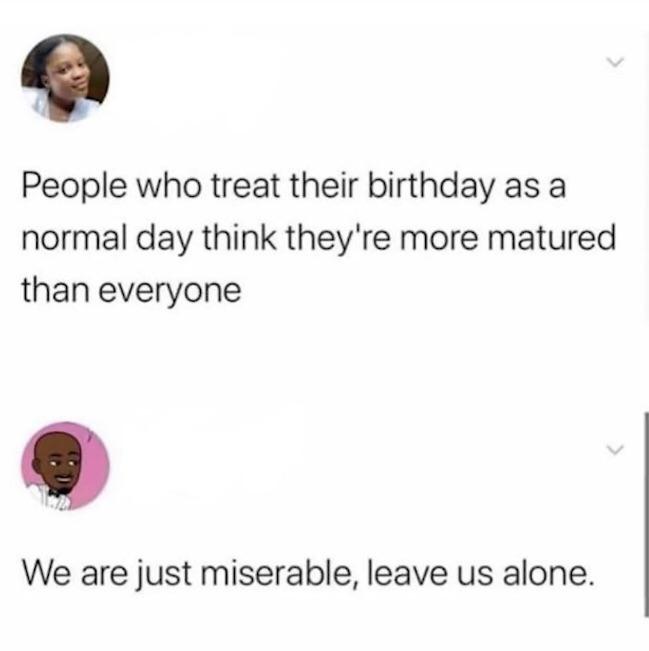 People who treat their birthday as a
normal day think they're more matured
than everyone
We are just miserable, leave us alone.